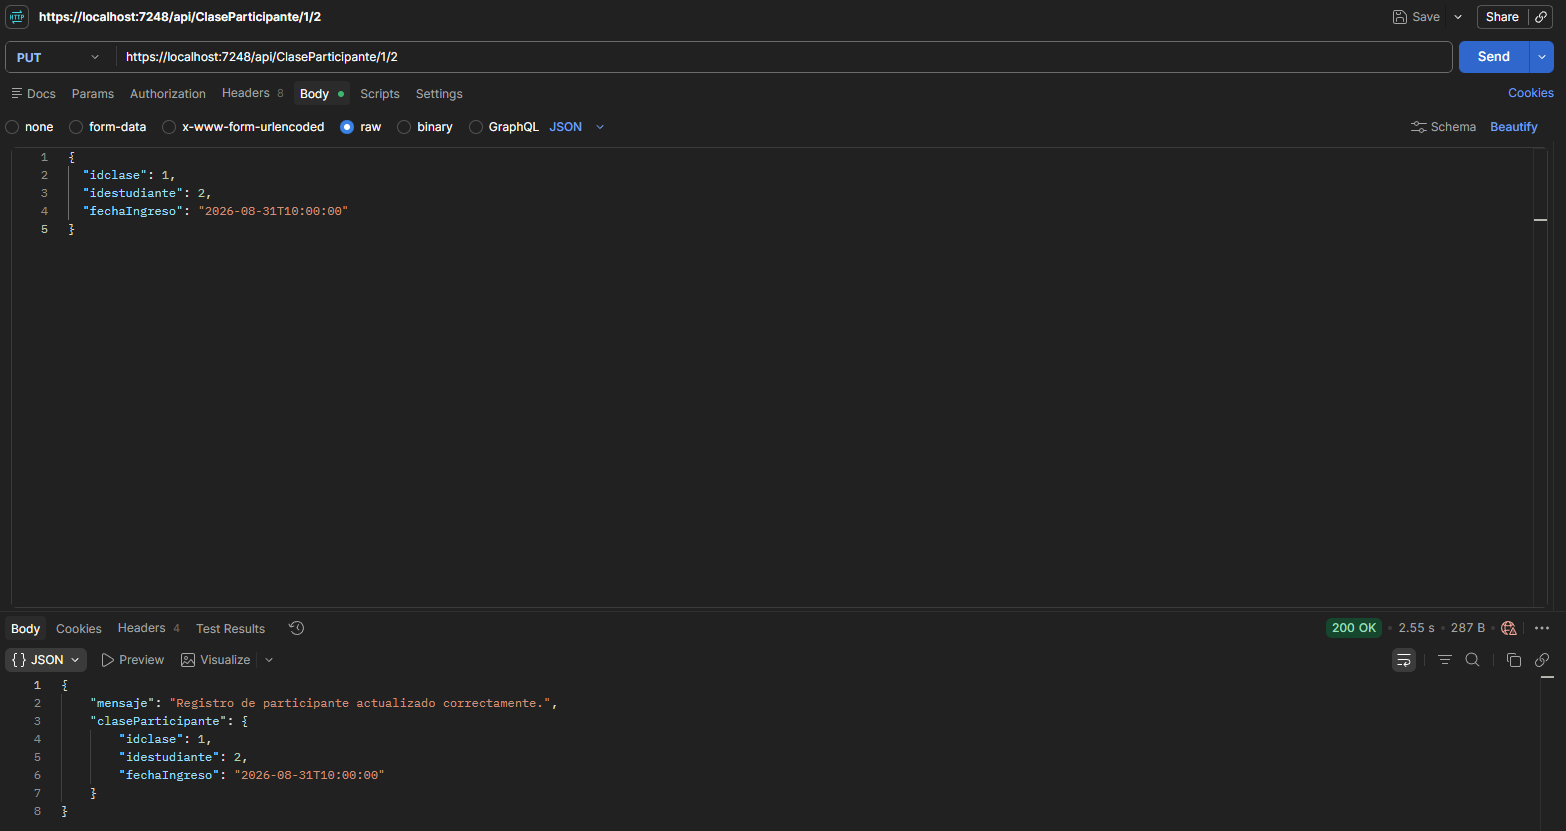 HTTP https://localhost:7248/api/ClaseParticipante/1/2 Save Share
PUT https://localhost:7248/api/ClaseParticipante/1/2 Send
Docs Params Authorization Headers 8 Body Scripts Settings Cookies
none form-data x-www-form-urlencoded raw binary GraphQL JSON Schema Beautify
1 {
2 "idclase": 1,
3 "idestudiante": 2,
4 "fechaIngreso": "2026-08-31T10:00:00"
5 }
Body Cookies Headers 4 Test Results 200 OK • 2.55 s • 287 B •
{} JSON Preview Visualize
1 {
2 "mensaje": "Registro de participante actualizado correctamente.",
3 "claseParticipante": {
4 "idclase": 1,
5 "idestudiante": 2,
6 "fechaIngreso": "2026-08-31T10:00:00"
7 }
8 }